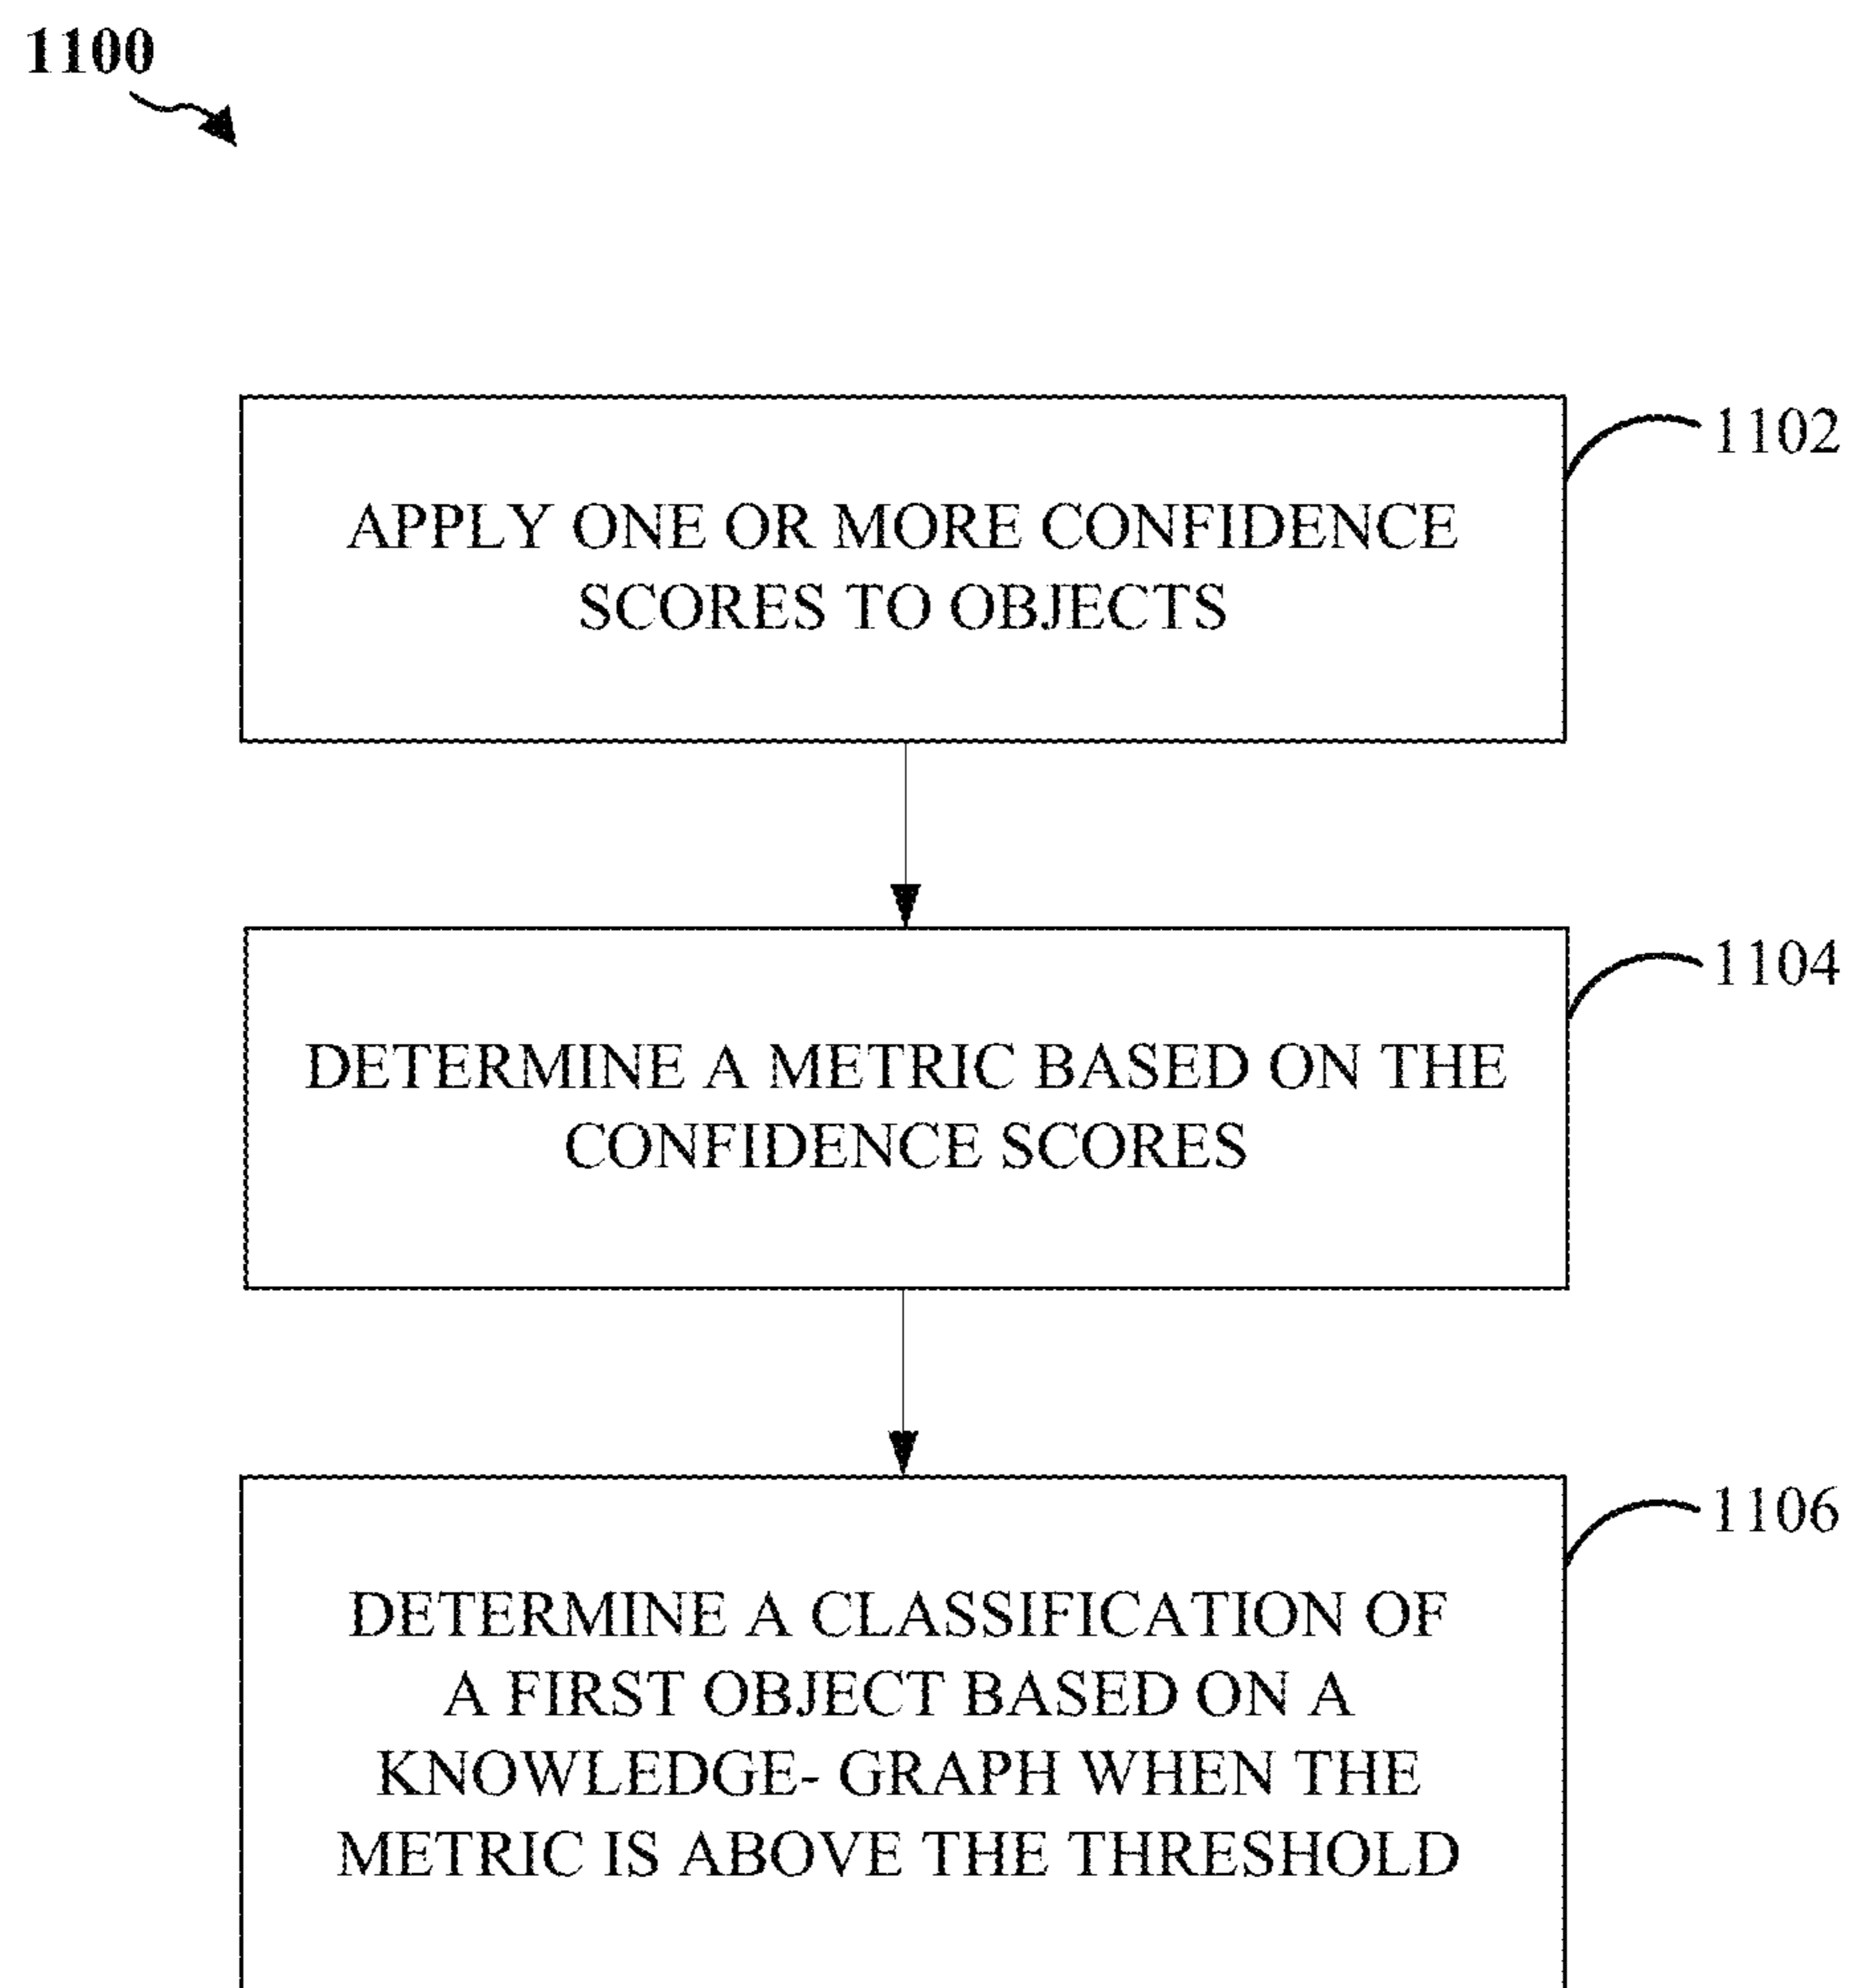 1100
1102
APPLY ONE OR MORE CONFIDENCE
SCORES TO OBJECTS
1104
DETERMINE A METRIC BASED ON THE
CONFIDENCE SCORES
1106
DETERMINE A CLASSIFICATION OF
A FIRST OBJECT BASED ON A
KNOWLEDGE- GRAPH WHEN THE
METRIC IS ABOVE THE THRESHOLD